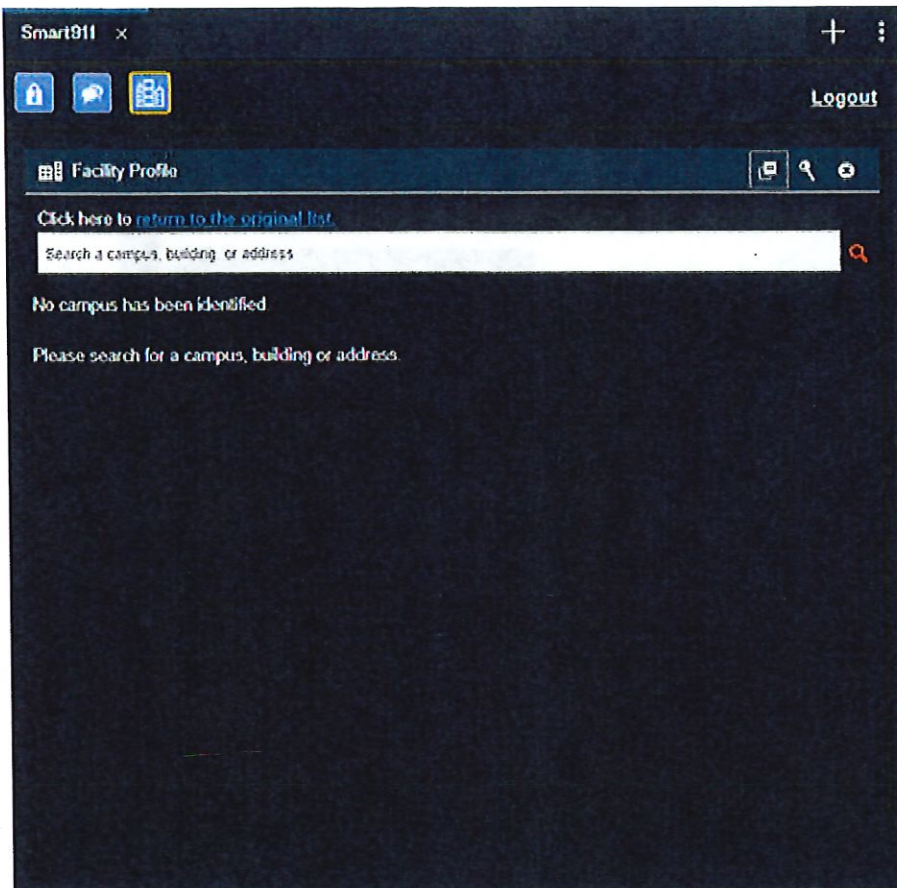 Smart911 ×
Logout
Facility Profile
Click here to return to the original list.
Search a campus, building or address
No campus has been identified.
Please search for a campus, building or address.